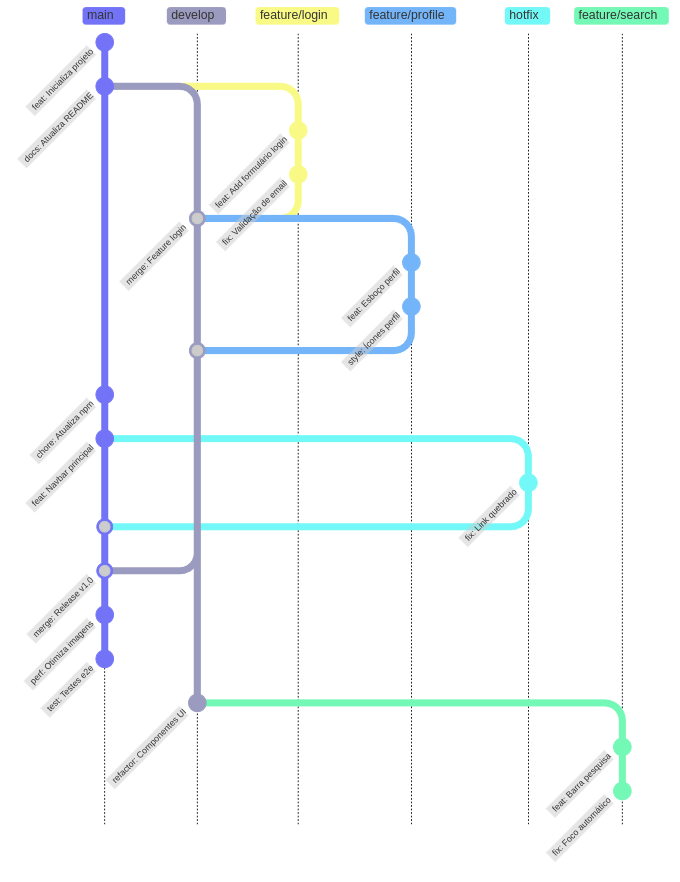 main
develop
feature/login
feature/profile
hotfix
feature/search
feat: Inicializa projeto
docs: Atualiza README
feat: Add formulário login
fix: Validação de email
merge: Feature login
feat: Esboço perfil
style: Ícones perfil
chore: Atualiza npm
feat: Navbar principal
fix: Link quebrado
merge: Release v1.0
perf: Otimiza imagens
test: Testes e2e
refactor: Componentes UI
feat: Barra pesquisa
fix: Foco automático